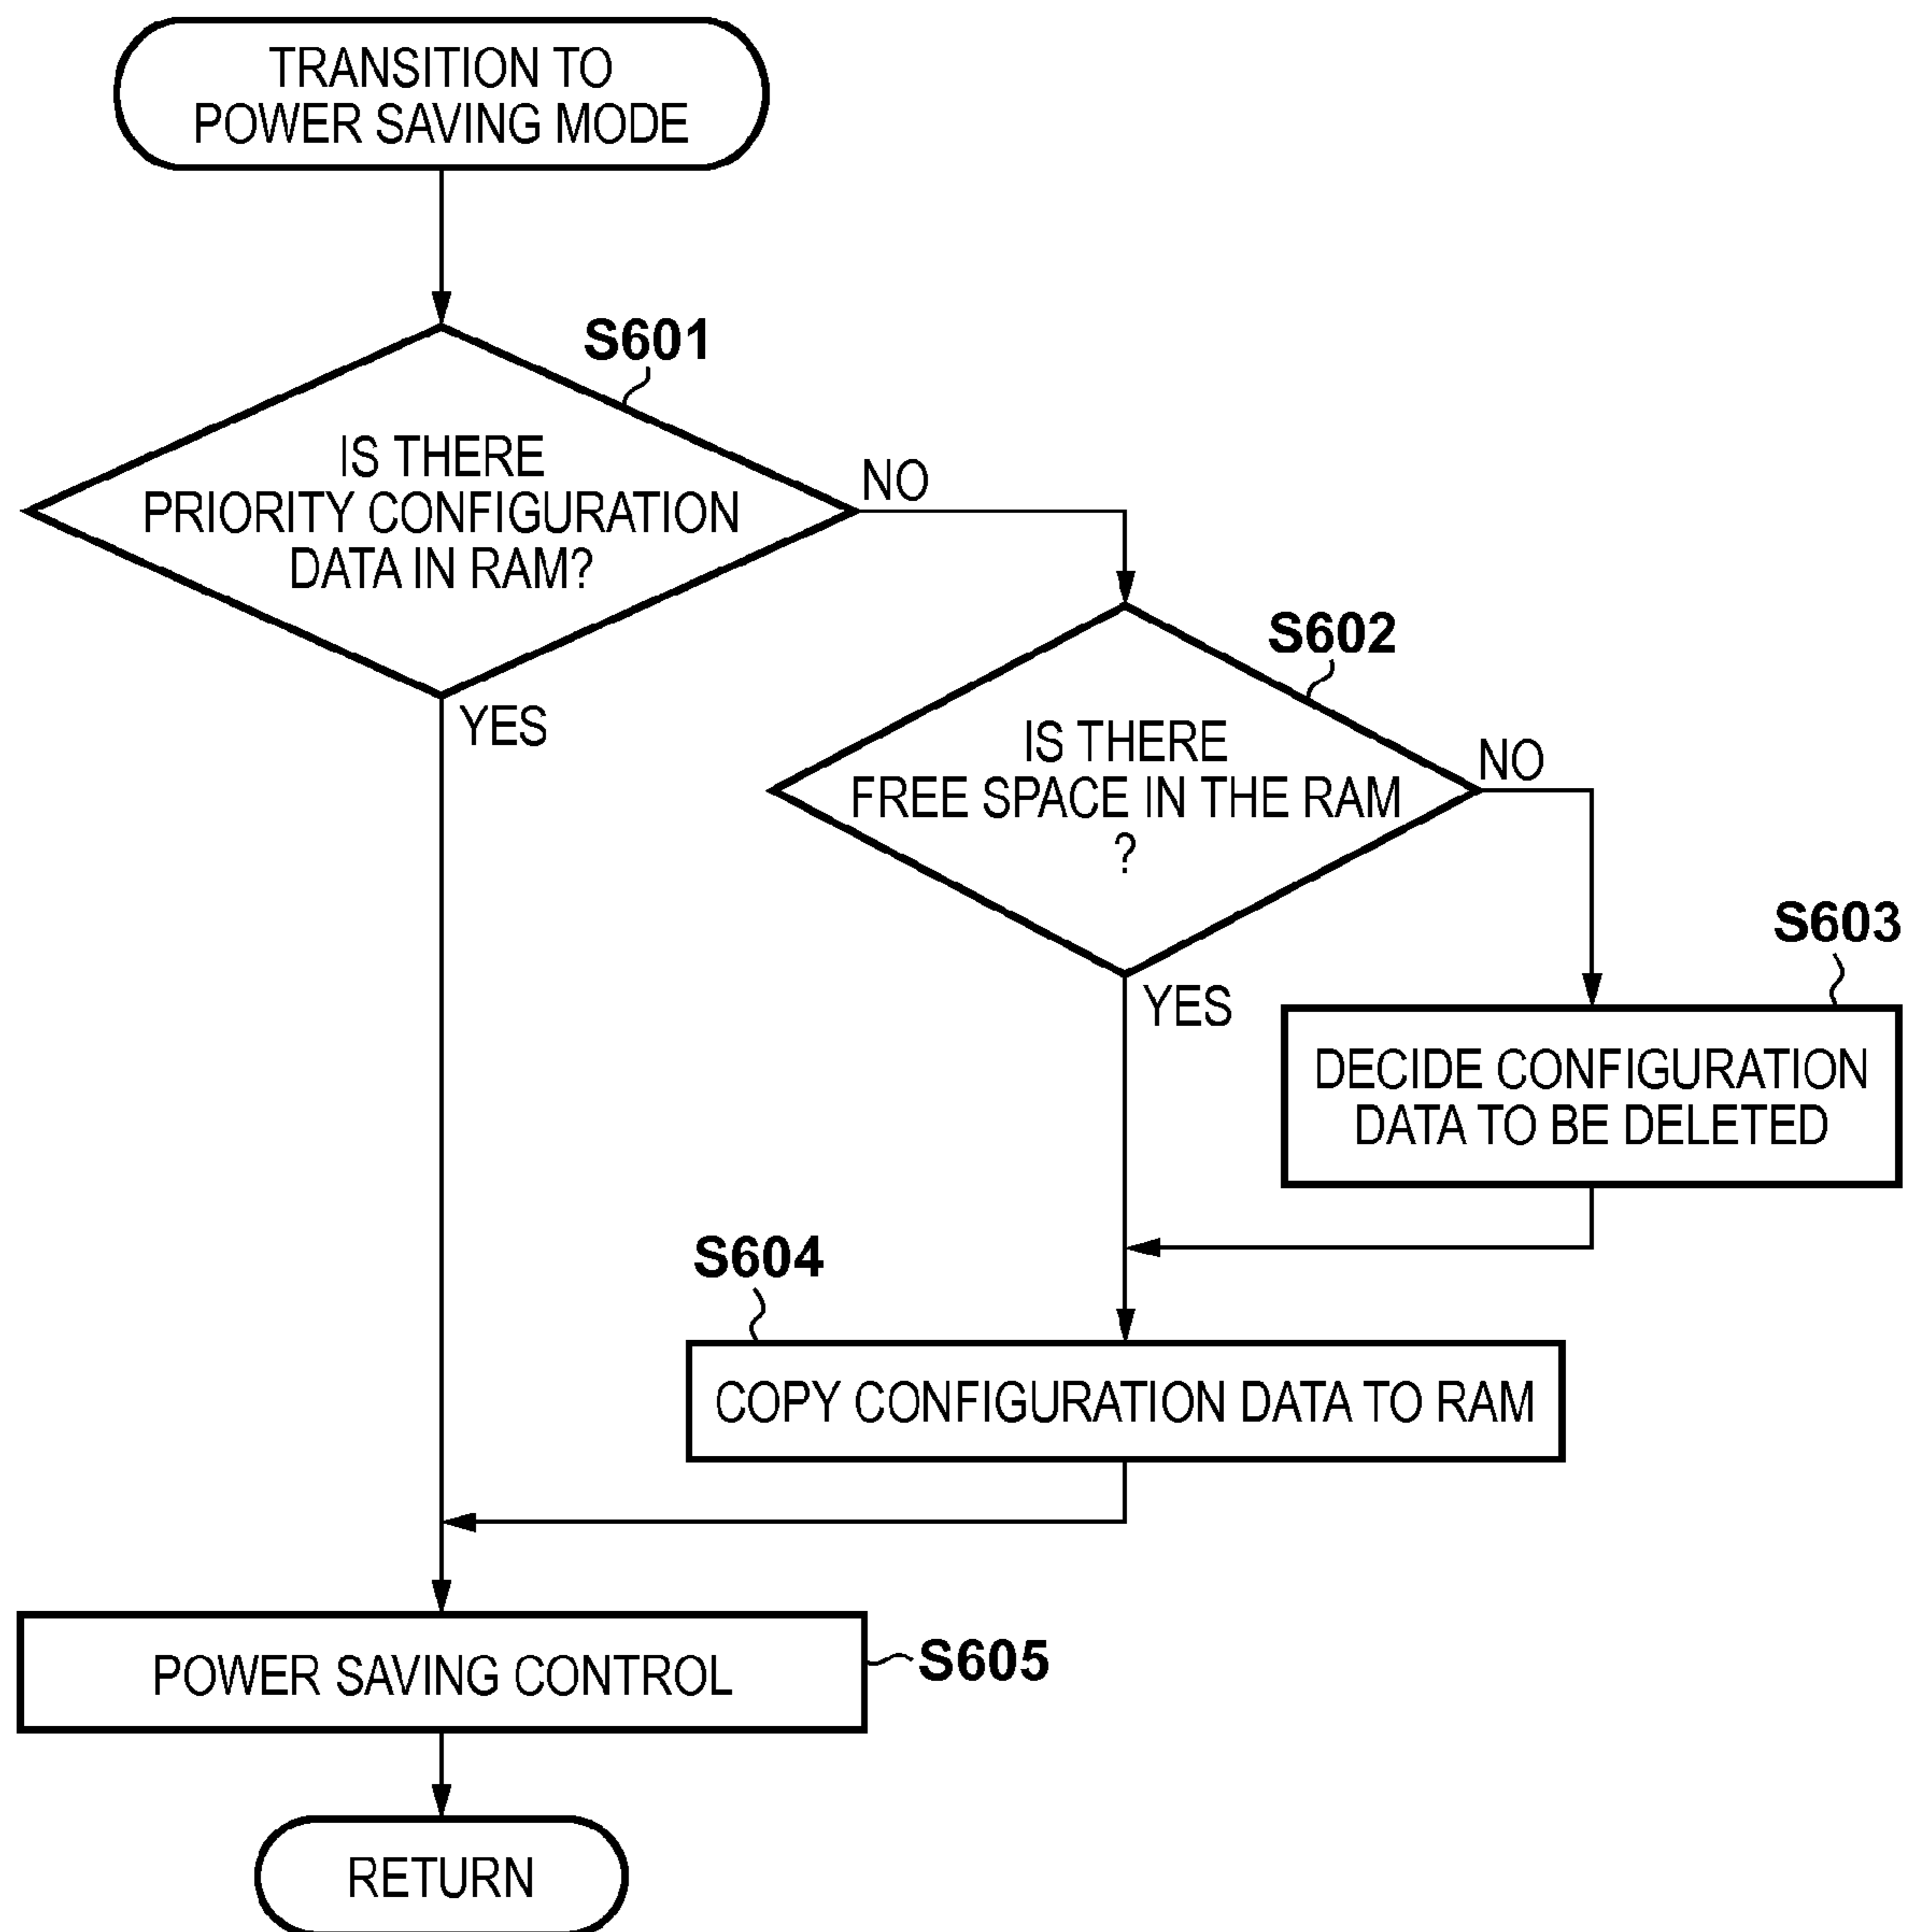 TRANSITION TO
POWER SAVING MODE
S601
IS THERE
PRIORITY CONFIGURATION
DATA IN RAM?
NO
YES
S602
IS THERE
FREE SPACE IN THE RAM
?
NO
YES
S603
DECIDE CONFIGURATION
DATA TO BE DELETED
S604
COPY CONFIGURATION DATA TO RAM
POWER SAVING CONTROL
S605
RETURN